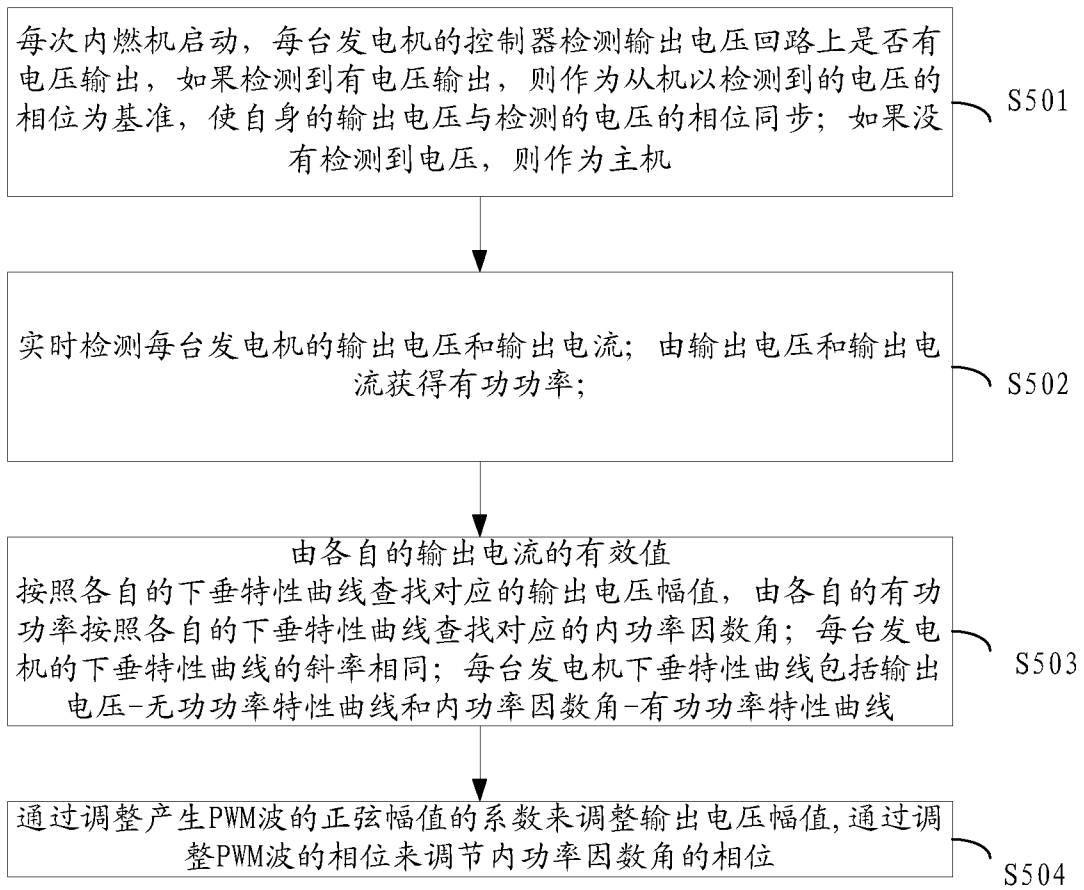 每次内燃机启动，每台发电机的控制器检测输出电压回路上是否有
电压输出，如果检测到有电压输出，则作为从机以检测到的电压的
相位为基准，使自身的输出电压与检测的电压的相位同步；如果没
有检测到电压，则作为主机
S501
实时检测每台发电机的输出电压和输出电流；由输出电压和输出电
流获得有功功率；
S502
由各自的输出电流的有效值
按照各自的下垂特性曲线查找对应的输出电压幅值，由各自的有功
功率按照各自的下垂特性曲线查找对应的内功率因数角；每台发电
机的下垂特性曲线的斜率相同；每台发电机下垂特性曲线包括输出
电压-无功功率特性曲线和内功率因数角-有功功率特性曲线
S503
通过调整产生PWM波的正弦幅值的系数来调整输出电压幅值,通过调
整PWM波的相位来调节内功率因数角的相位
S504